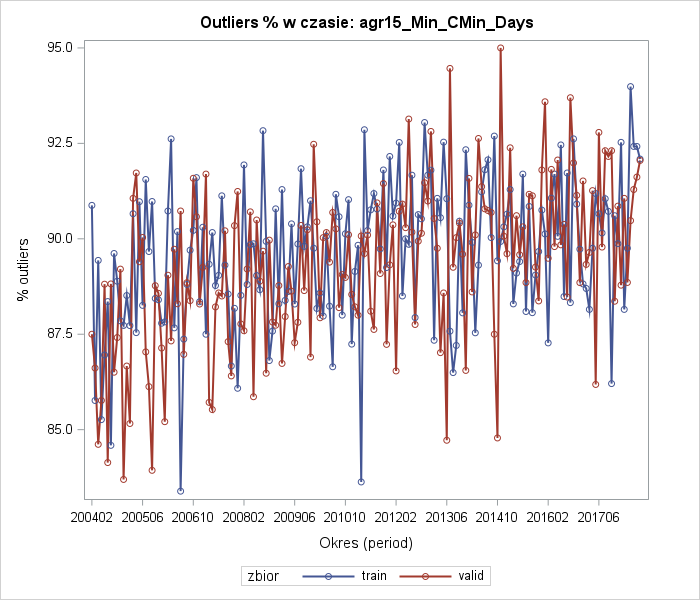 Outliers % w czasie: agr15_Min_CMin_Days
95.0
92.5
90.0
87.5
85.0
% outliers
200402 200506 200610 200802 200906 201010 201202 201306 201410 201602 201706
Okres (period)
zbior train valid